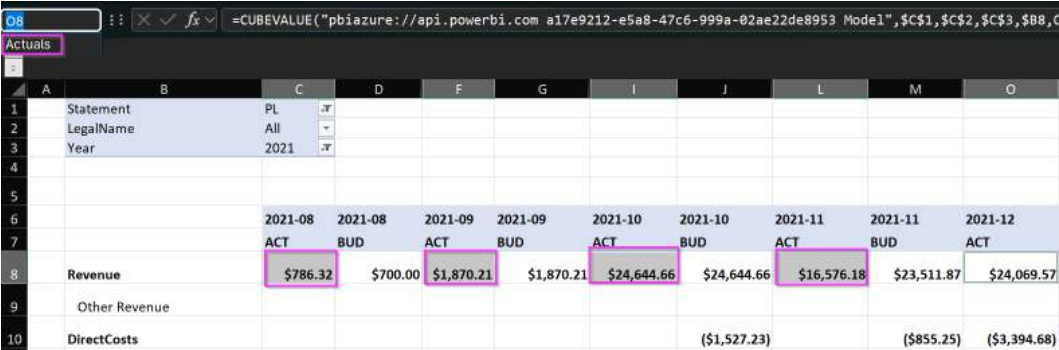 O8 fx =CUBEVALUE("pbiazure://api.powerbi.com a17e9212-e5a8-47c6-999a-02ae22de8953 Model",$C$1,$C$2,$C$3,$B8,C
Actuals
A B C D F G I J L M O
1 Statement PL
2 LegalName All
3 Year 2021
4
5
6 2021-08 2021-08 2021-09 2021-09 2021-10 2021-10 2021-11 2021-11 2021-12
7 ACT BUD ACT BUD ACT BUD ACT BUD ACT
8 Revenue $786.32 $700.00 $1,870.21 $1,870.21 $24,644.66 $24,644.66 $16,576.18 $23,511.87 $24,069.57
9 Other Revenue
10 DirectCosts ($1,527.23) ($855.25) ($3,394.68)